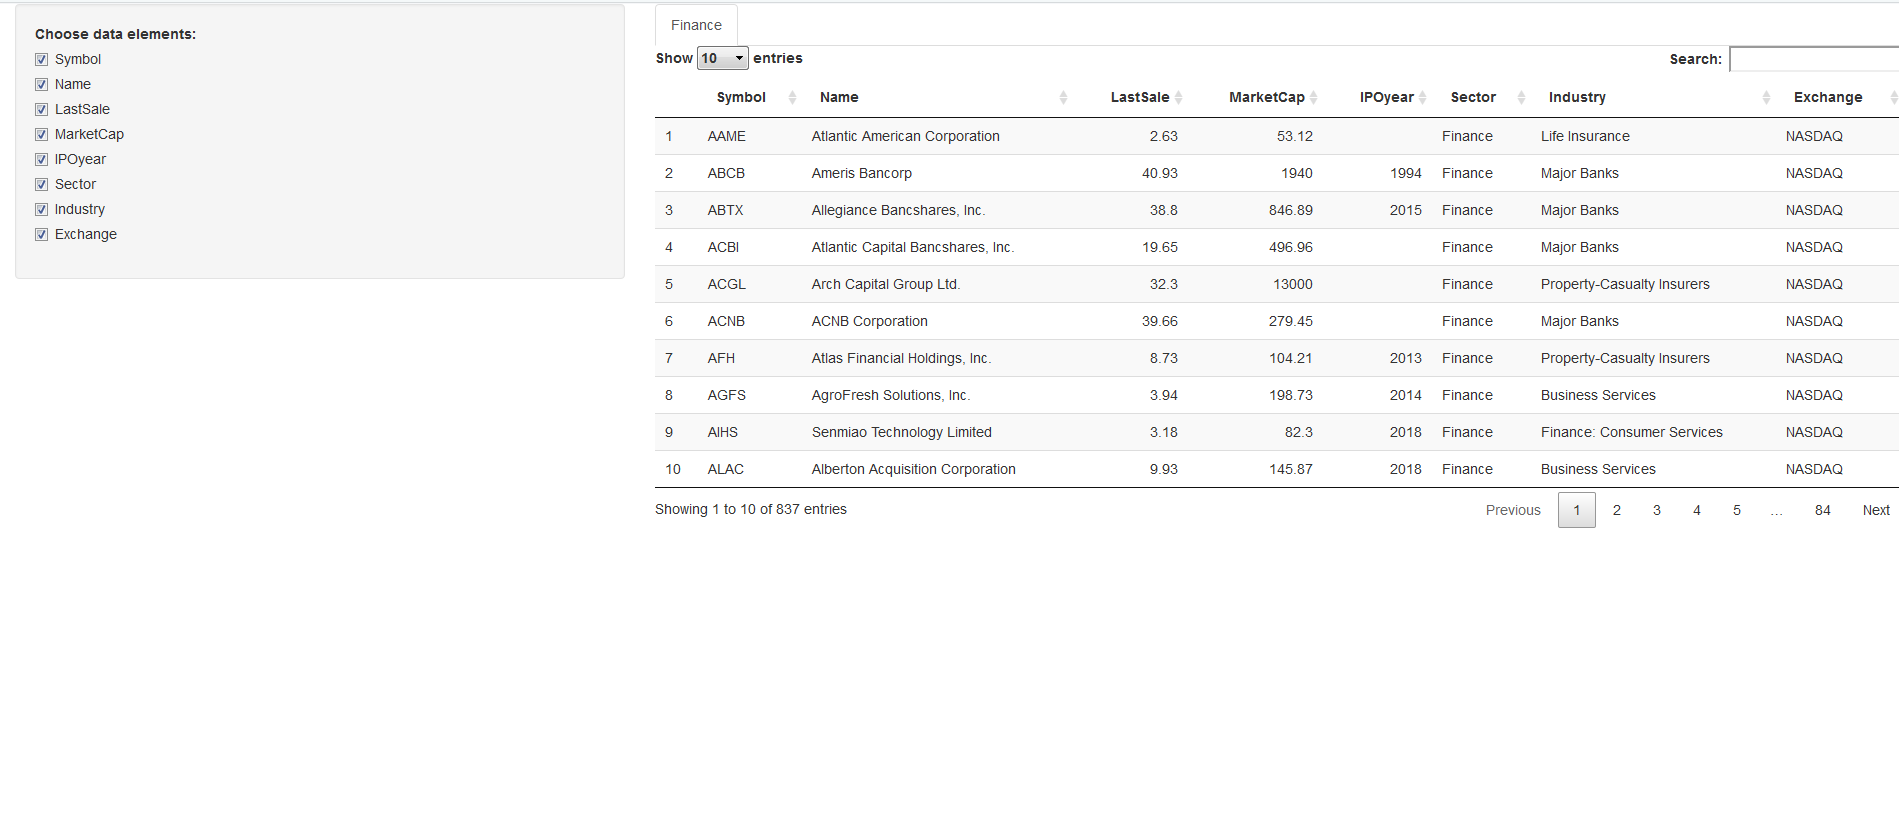 Choose data elements:
Symbol
Name
LastSale
MarketCap
IPOyear
Sector
Industry
Exchange
Finance
Show 10 entries Search:
Symbol Name LastSale MarketCap IPOyear Sector Industry Exchange
1 AAME Atlantic American Corporation 2.63 53.12 Finance Life Insurance NASDAQ
2 ABCB Ameris Bancorp 40.93 1940 1994 Finance Major Banks NASDAQ
3 ABTX Allegiance Bancshares, Inc. 38.8 846.89 2015 Finance Major Banks NASDAQ
4 ACBI Atlantic Capital Bancshares, Inc. 19.65 496.96 Finance Major Banks NASDAQ
5 ACGL Arch Capital Group Ltd. 32.3 13000 Finance Property-Casualty Insurers NASDAQ
6 ACNB ACNB Corporation 39.66 279.45 Finance Major Banks NASDAQ
7 AFH Atlas Financial Holdings, Inc. 8.73 104.21 2013 Finance Property-Casualty Insurers NASDAQ
8 AGFS AgroFresh Solutions, Inc. 3.94 198.73 2014 Finance Business Services NASDAQ
9 AIHS Senmiao Technology Limited 3.18 82.3 2018 Finance Finance: Consumer Services NASDAQ
10 ALAC Alberton Acquisition Corporation 9.93 145.87 2018 Finance Business Services NASDAQ
Showing 1 to 10 of 837 entries Previous 1 2 3 4 5 … 84 Next